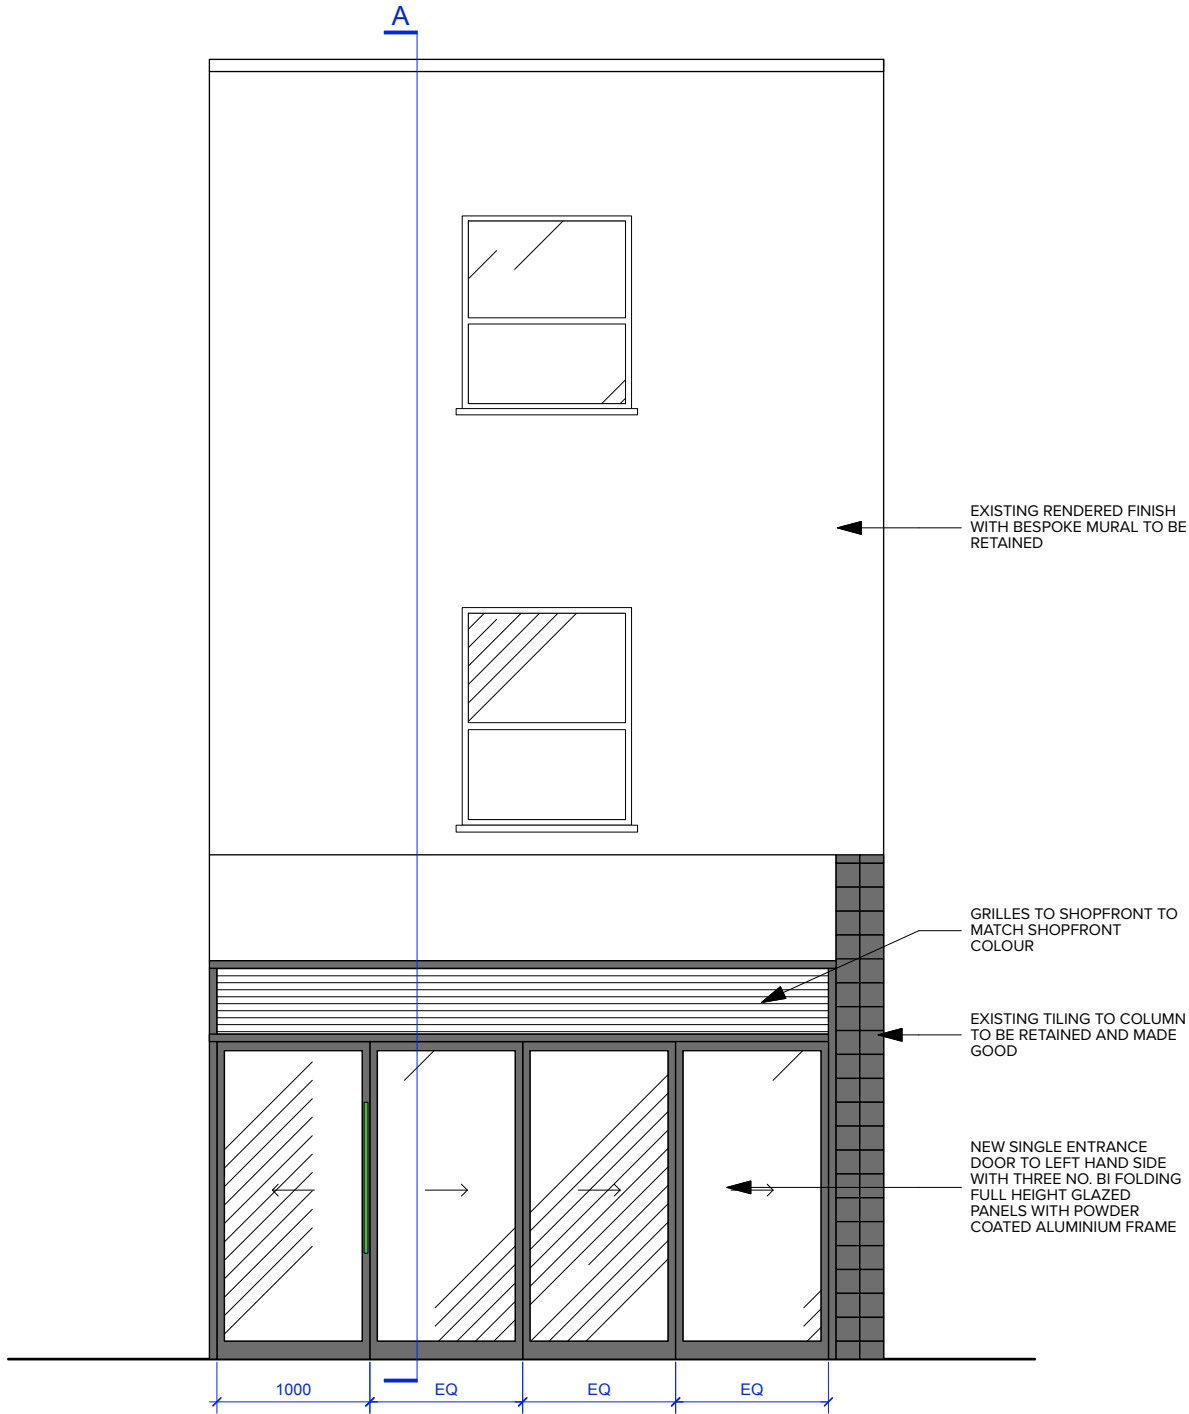 A
EXISTING RENDERED FINISH
WITH BESPOKE MURAL TO BE
RETAINED
GRILLES TO SHOPFRONT TO
MATCH SHOPFRONT
COLOUR
EXISTING TILING TO COLUMN
TO BE RETAINED AND MADE
GOOD
NEW SINGLE ENTRANCE
DOOR TO LEFT HAND SIDE
WITH THREE NO. BI FOLDING
FULL HEIGHT GLAZED
PANELS WITH POWDER
COATED ALUMINIUM FRAME
1000 EQ EQ EQ